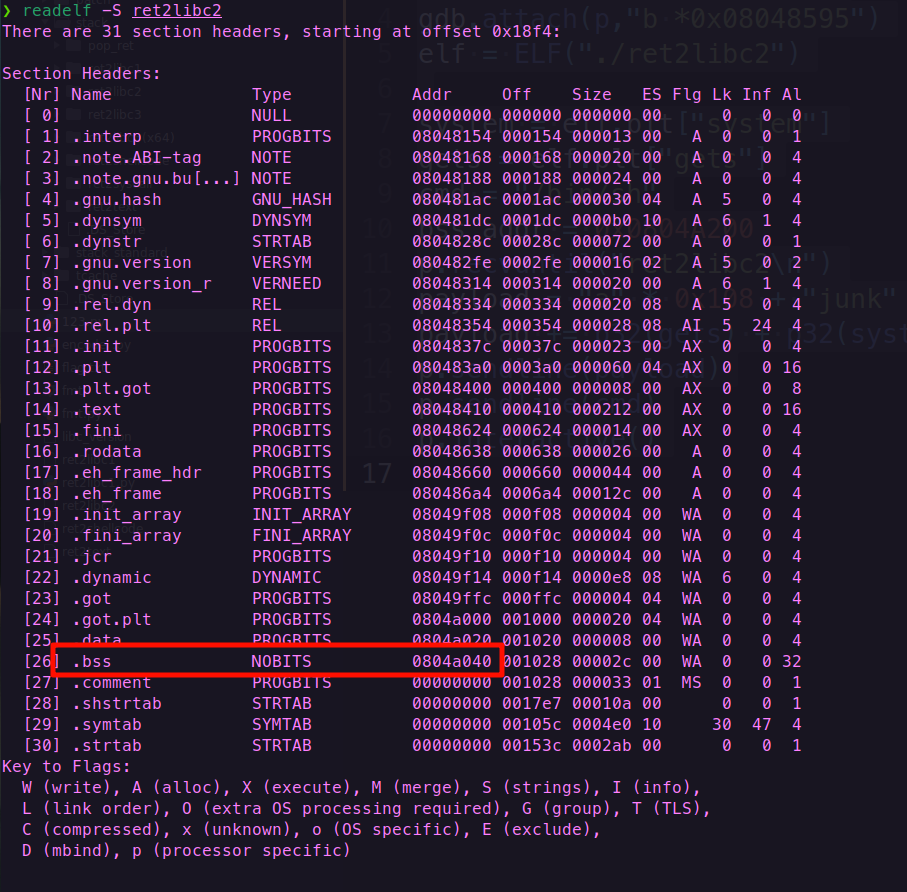 ❯ readelf -S ret2libc2
There are 31 section headers, starting at offset 0x18f4:
Section Headers:
[Nr] Name Type Addr Off Size ES Flg Lk Inf Al
[ 0] NULL 00000000 000000 000000 00 0 0 0
[ 1] .interp PROGBITS 08048154 000154 000013 00 A 0 0 1
[ 2] .note.ABI-tag NOTE 08048168 000168 000020 00 A 0 0 4
[ 3] .note.gnu.bu[...] NOTE 08048188 000188 000024 00 A 0 0 4
[ 4] .gnu.hash GNU_HASH 080481ac 0001ac 000030 04 A 5 0 4
[ 5] .dynsym DYNSYM 080481dc 0001dc 0000b0 10 A 6 1 4
[ 6] .dynstr STRTAB 0804828c 00028c 000072 00 A 0 0 1
[ 7] .gnu.version VERSYM 080482fe 0002fe 000016 02 A 5 0 2
[ 8] .gnu.version_r VERNEED 08048314 000314 000020 00 A 6 1 4
[ 9] .rel.dyn REL 08048334 000334 000020 08 A 5 0 4
[10] .rel.plt REL 08048354 000354 000028 08 AI 5 24 4
[11] .init PROGBITS 0804837c 00037c 000023 00 AX 0 0 4
[12] .plt PROGBITS 080483a0 0003a0 000060 04 AX 0 0 16
[13] .plt.got PROGBITS 08048400 000400 000008 00 AX 0 0 8
[14] .text PROGBITS 08048410 000410 000212 00 AX 0 0 16
[15] .fini PROGBITS 08048624 000624 000014 00 AX 0 0 4
[16] .rodata PROGBITS 08048638 000638 000026 00 A 0 0 4
[17] .eh_frame_hdr PROGBITS 08048660 000660 000044 00 A 0 0 4
[18] .eh_frame PROGBITS 080486a4 0006a4 00012c 00 A 0 0 4
[19] .init_array INIT_ARRAY 08049f08 000f08 000004 00 WA 0 0 4
[20] .fini_array FINI_ARRAY 08049f0c 000f0c 000004 00 WA 0 0 4
[21] .jcr PROGBITS 08049f10 000f10 000004 00 WA 0 0 4
[22] .dynamic DYNAMIC 08049f14 000f14 0000e8 08 WA 6 0 4
[23] .got PROGBITS 08049ffc 000ffc 000004 04 WA 0 0 4
[24] .got.plt PROGBITS 0804a000 001000 000020 04 WA 0 0 4
[25] .data PROGBITS 0804a020 001020 000008 00 WA 0 0 4
[26] .bss NOBITS 0804a040 001028 00002c 00 WA 0 0 32
[27] .comment PROGBITS 00000000 001028 000033 01 MS 0 0 1
[28] .shstrtab STRTAB 00000000 0017e7 00010a 00 0 0 1
[29] .symtab SYMTAB 00000000 00105c 0004e0 10 30 47 4
[30] .strtab STRTAB 00000000 00153c 0002ab 00 0 0 1
Key to Flags:
W (write), A (alloc), X (execute), M (merge), S (strings), I (info),
L (link order), O (extra OS processing required), G (group), T (TLS),
C (compressed), x (unknown), o (OS specific), E (exclude),
D (mbind), p (processor specific)
gdb.attach(p,"b *0x08048595")
elf = ELF("./ret2libc2")
17